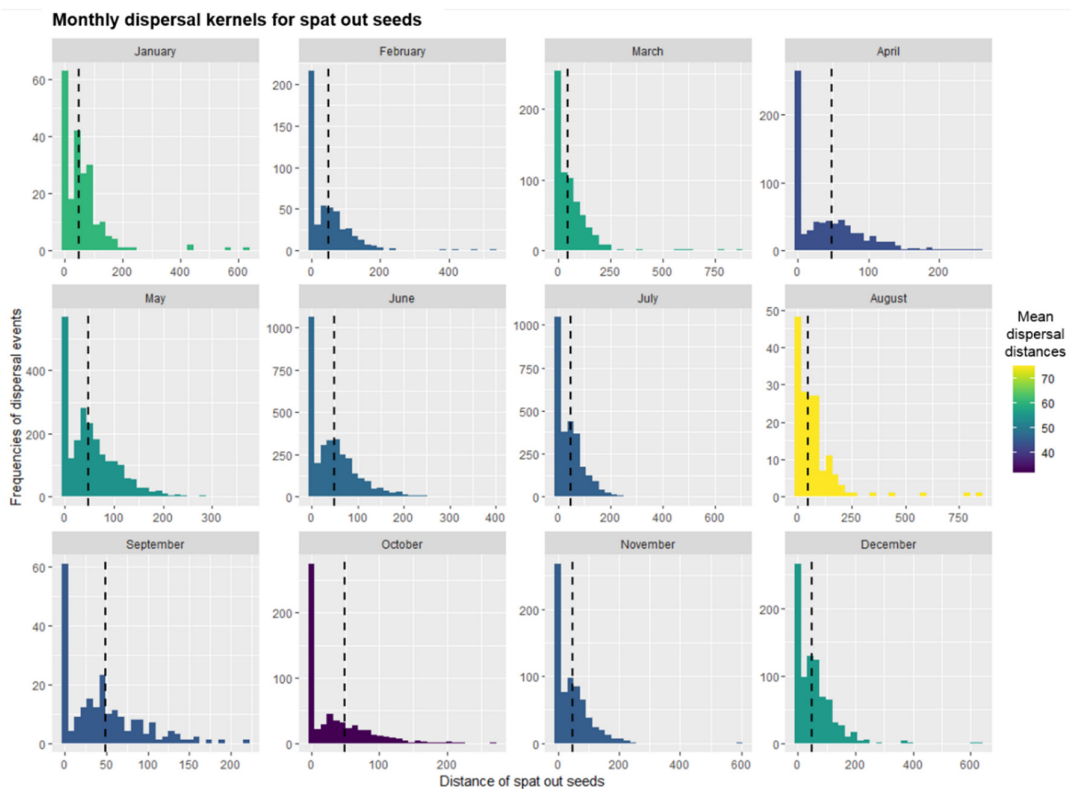 Monthly dispersal kernels for spat out seeds
January
February
March
April
60
40
20
0
0 200 400 600
200
150
100
50
0
0 200 400
200
100
0
0 250 500 750
200
100
0
0 100 200
May
June
July
August
400
200
0
0 100 200 300
1000
750
500
250
0
0 100 200 300 400
1000
750
500
250
0
0 200 400 600
50
40
30
20
10
0
0 250 500 750
September
October
November
December
60
40
20
0
0 50 100 150 200
200
100
0
0 100 200
200
100
0
0 200 400 600
200
100
0
0 200 400 600
Frequencies of dispersal events
Distance of spat out seeds
Mean
dispersal
distances
70
60
50
40